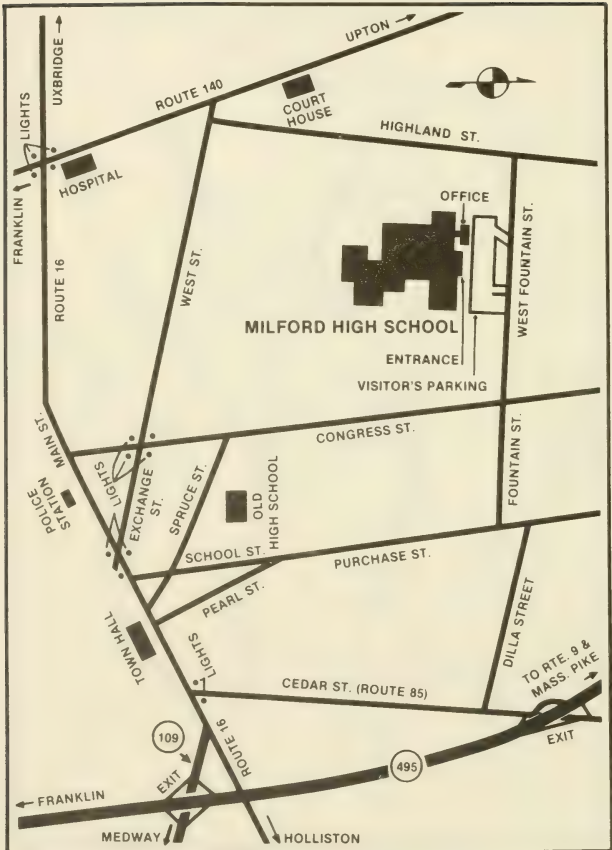 UXBRIDGE
UPTON
ROUTE 140
LIGHTS
COURT
HOUSE
HIGHLAND ST.
HOSPITAL
FRANKLIN
OFFICE
ROUTE 16
WEST ST.
WEST FOUNTAIN ST.
MILFORD HIGH SCHOOL
ENTRANCE
VISITOR'S PARKING
MAIN ST.
CONGRESS ST.
FOUNTAIN ST.
POLICE
STATION
LIGHTS
EXCHANGE
ST.
SPRUCE ST.
OLD
HIGH SCHOOL
SCHOOL ST.
PURCHASE ST.
PEARL ST.
DILLA STREET
TOWN HALL
LIGHTS
TO RTE. 9 &
MASS. PIKE
CEDAR ST. (ROUTE 85)
EXIT
109
ROUTE 16
EXIT
495
FRANKLIN
MEDWAY
HOLLISTON